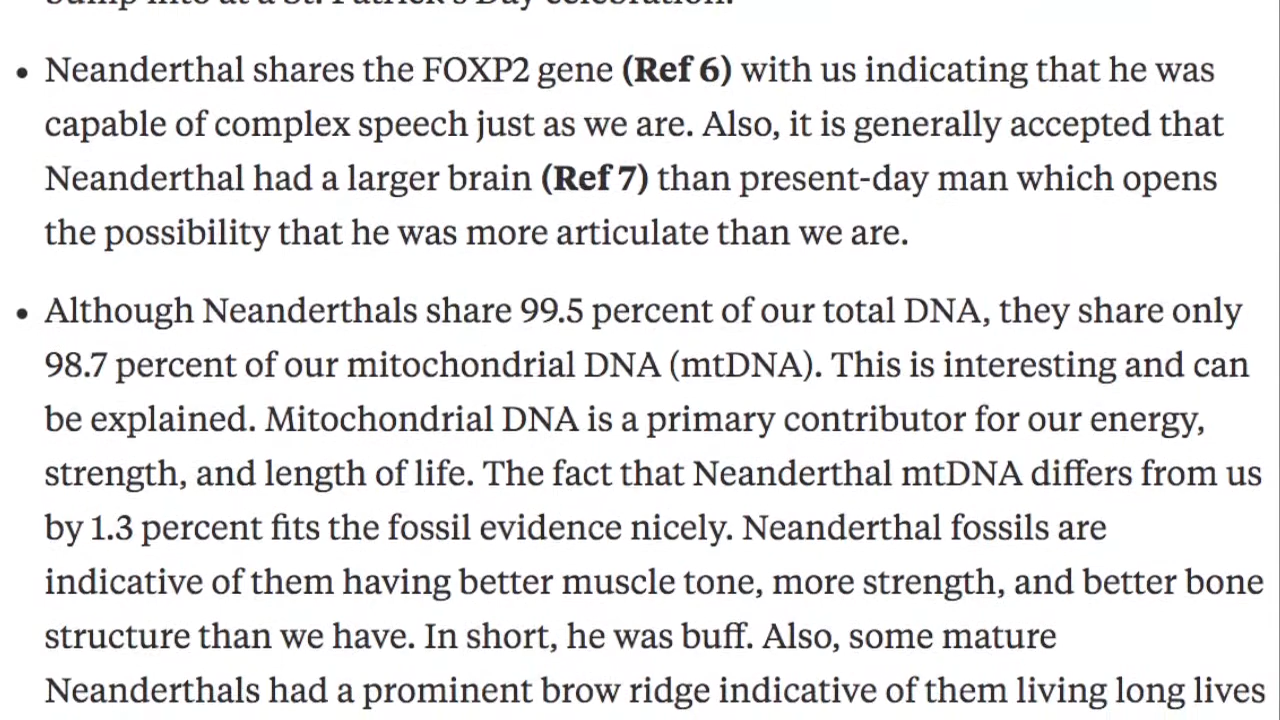 bump into at a St. Patrick's Day celebration.
• Neanderthal shares the FOXP2 gene (Ref 6) with us indicating that he was
capable of complex speech just as we are. Also, it is generally accepted that
Neanderthal had a larger brain (Ref 7) than present-day man which opens
the possibility that he was more articulate than we are.
• Although Neanderthals share 99.5 percent of our total DNA, they share only
98.7 percent of our mitochondrial DNA (mtDNA). This is interesting and can
be explained. Mitochondrial DNA is a primary contributor for our energy,
strength, and length of life. The fact that Neanderthal mtDNA differs from us
by 1.3 percent fits the fossil evidence nicely. Neanderthal fossils are
indicative of them having better muscle tone, more strength, and better bone
structure than we have. In short, he was buff. Also, some mature
Neanderthals had a prominent brow ridge indicative of them living long lives